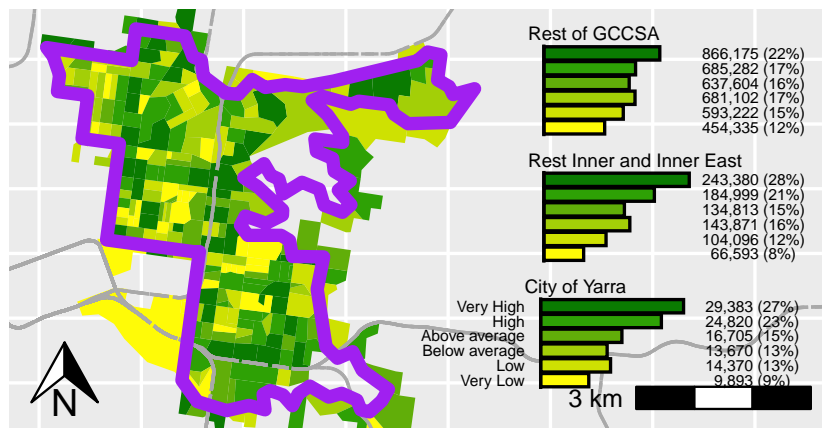 Rest of GCCSA
866,175 (22%)
685,282 (17%)
637,604 (16%)
681,102 (17%)
593,222 (15%)
454,335 (12%)
Rest Inner and Inner East
243,380 (28%)
184,999 (21%)
134,813 (15%)
143,871 (16%)
104,096 (12%)
66,593 (8%)
City of Yarra
Very High 29,383 (27%)
High 24,820 (23%)
Above average 16,705 (15%)
Below average 13,670 (13%)
Low 14,370 (13%)
Very Low 9,893 (9%)
3 km
N